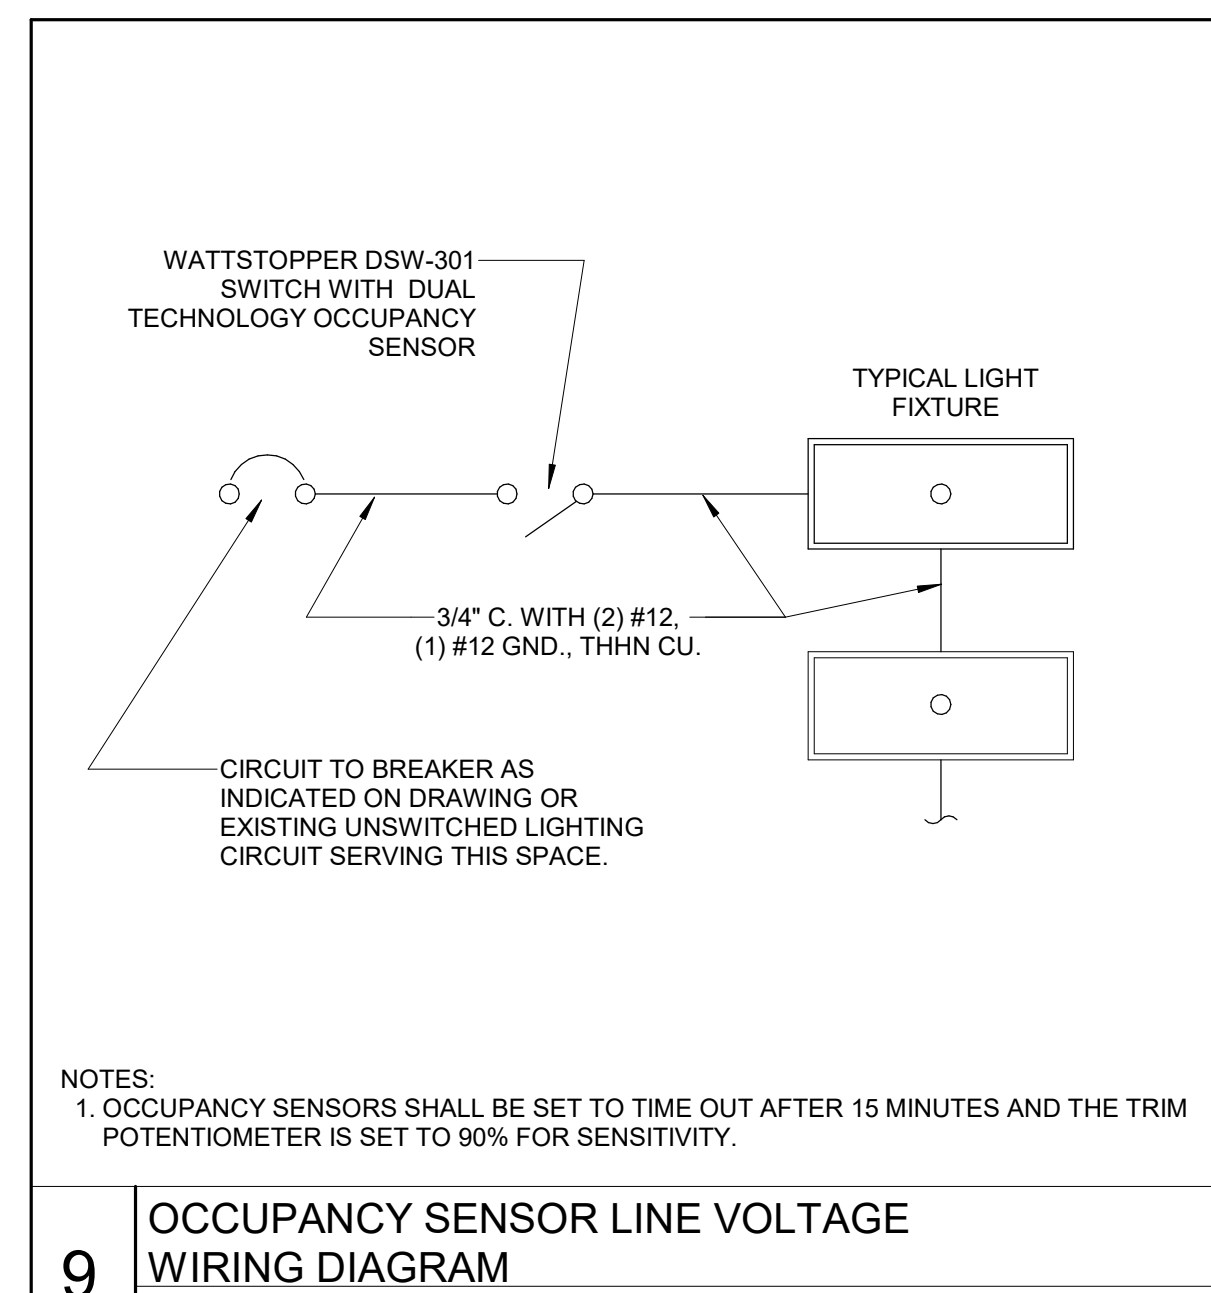 WATTSTOPPER DSW-301
SWITCH WITH DUAL
TECHNOLOGY OCCUPANCY
SENSOR
TYPICAL LIGHT
FIXTURE
3/4" C. WITH (2) #12,
(1) #12 GND., THHN CU.
CIRCUIT TO BREAKER AS
INDICATED ON DRAWING OR
EXISTING UNSWITCHED LIGHTING
CIRCUIT SERVING THIS SPACE.
NOTES:
1. OCCUPANCY SENSORS SHALL BE SET TO TIME OUT AFTER 15 MINUTES AND THE TRIM
POTENTIOMETER IS SET TO 90% FOR SENSITIVITY.
9
OCCUPANCY SENSOR LINE VOLTAGE
WIRING DIAGRAM